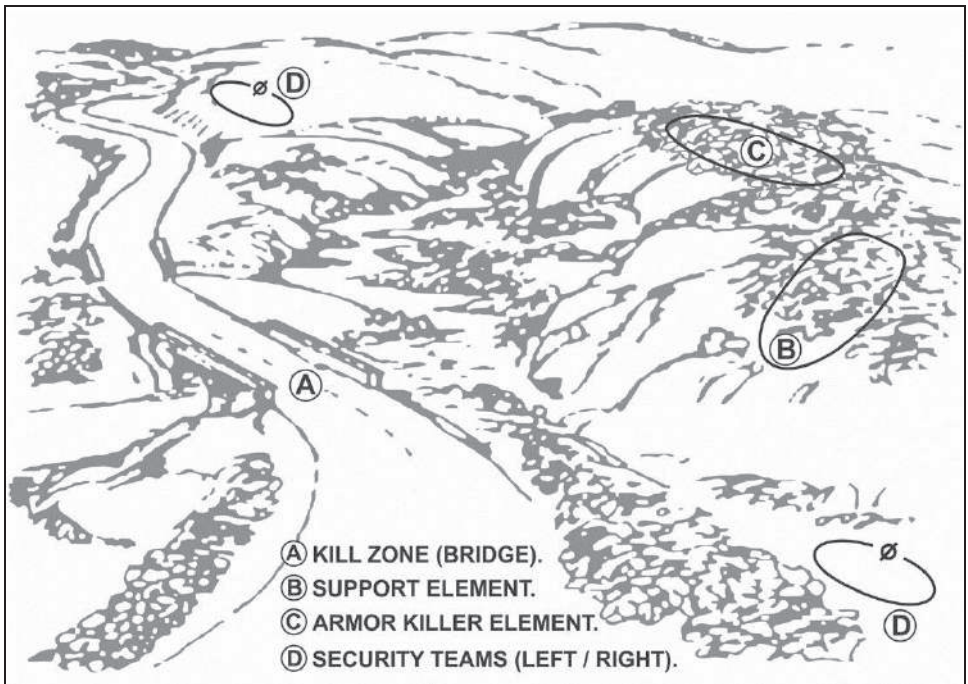 Ø D
C
B
A
Ø
D
A KILL ZONE (BRIDGE).
B SUPPORT ELEMENT.
C ARMOR KILLER ELEMENT.
D SECURITY TEAMS (LEFT / RIGHT).